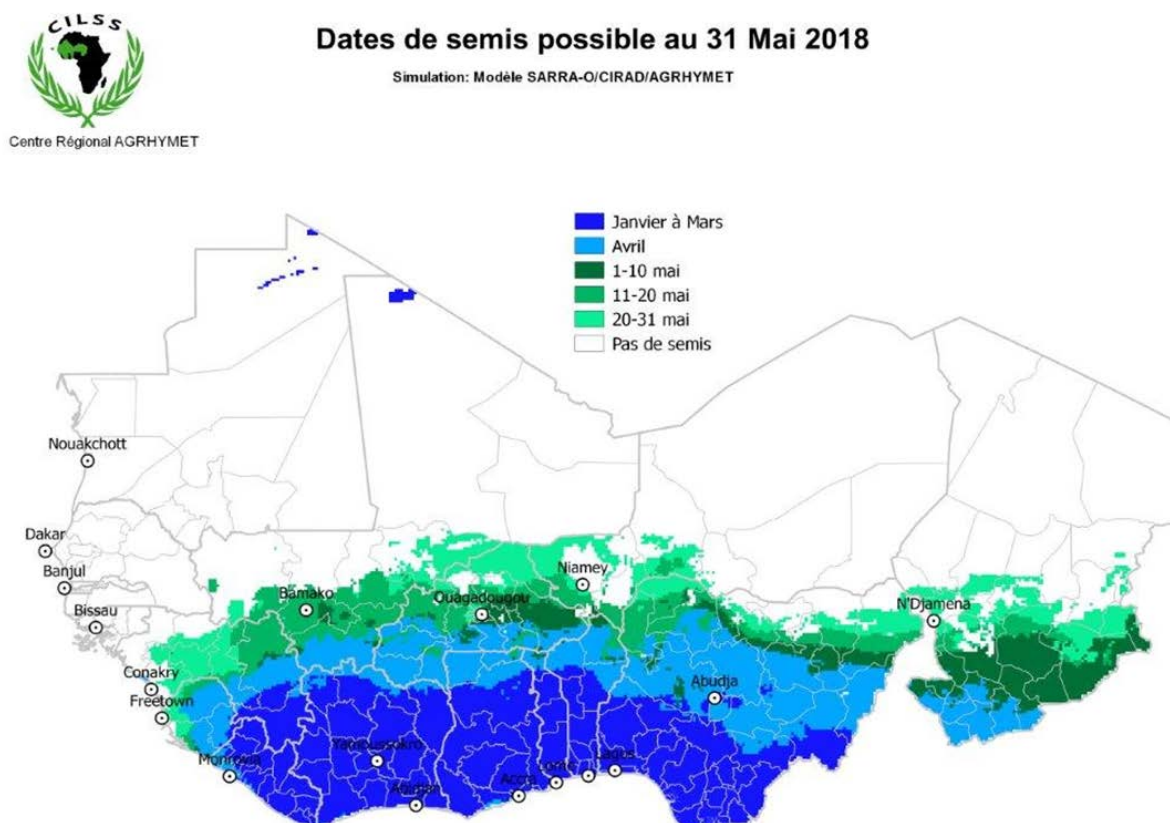 CILSS
Dates de semis possible au 31 Mai 2018
Simulation: Modèle SARRA-O/CIRAD/AGRHYMET
Centre Régional AGRHYMET
Janvier à Mars
Avril
1-10 mai
11-20 mai
20-31 mai
Pas de semis
Nouakchott
Dakar
Banjul
Bissau
Bamako
Ouagadougou
Niamey
N'Djamena
Conakry
Freetown
Abudja
Monrovia
Yamoussokro
Abidjan
Accra
Lomé
Lagos